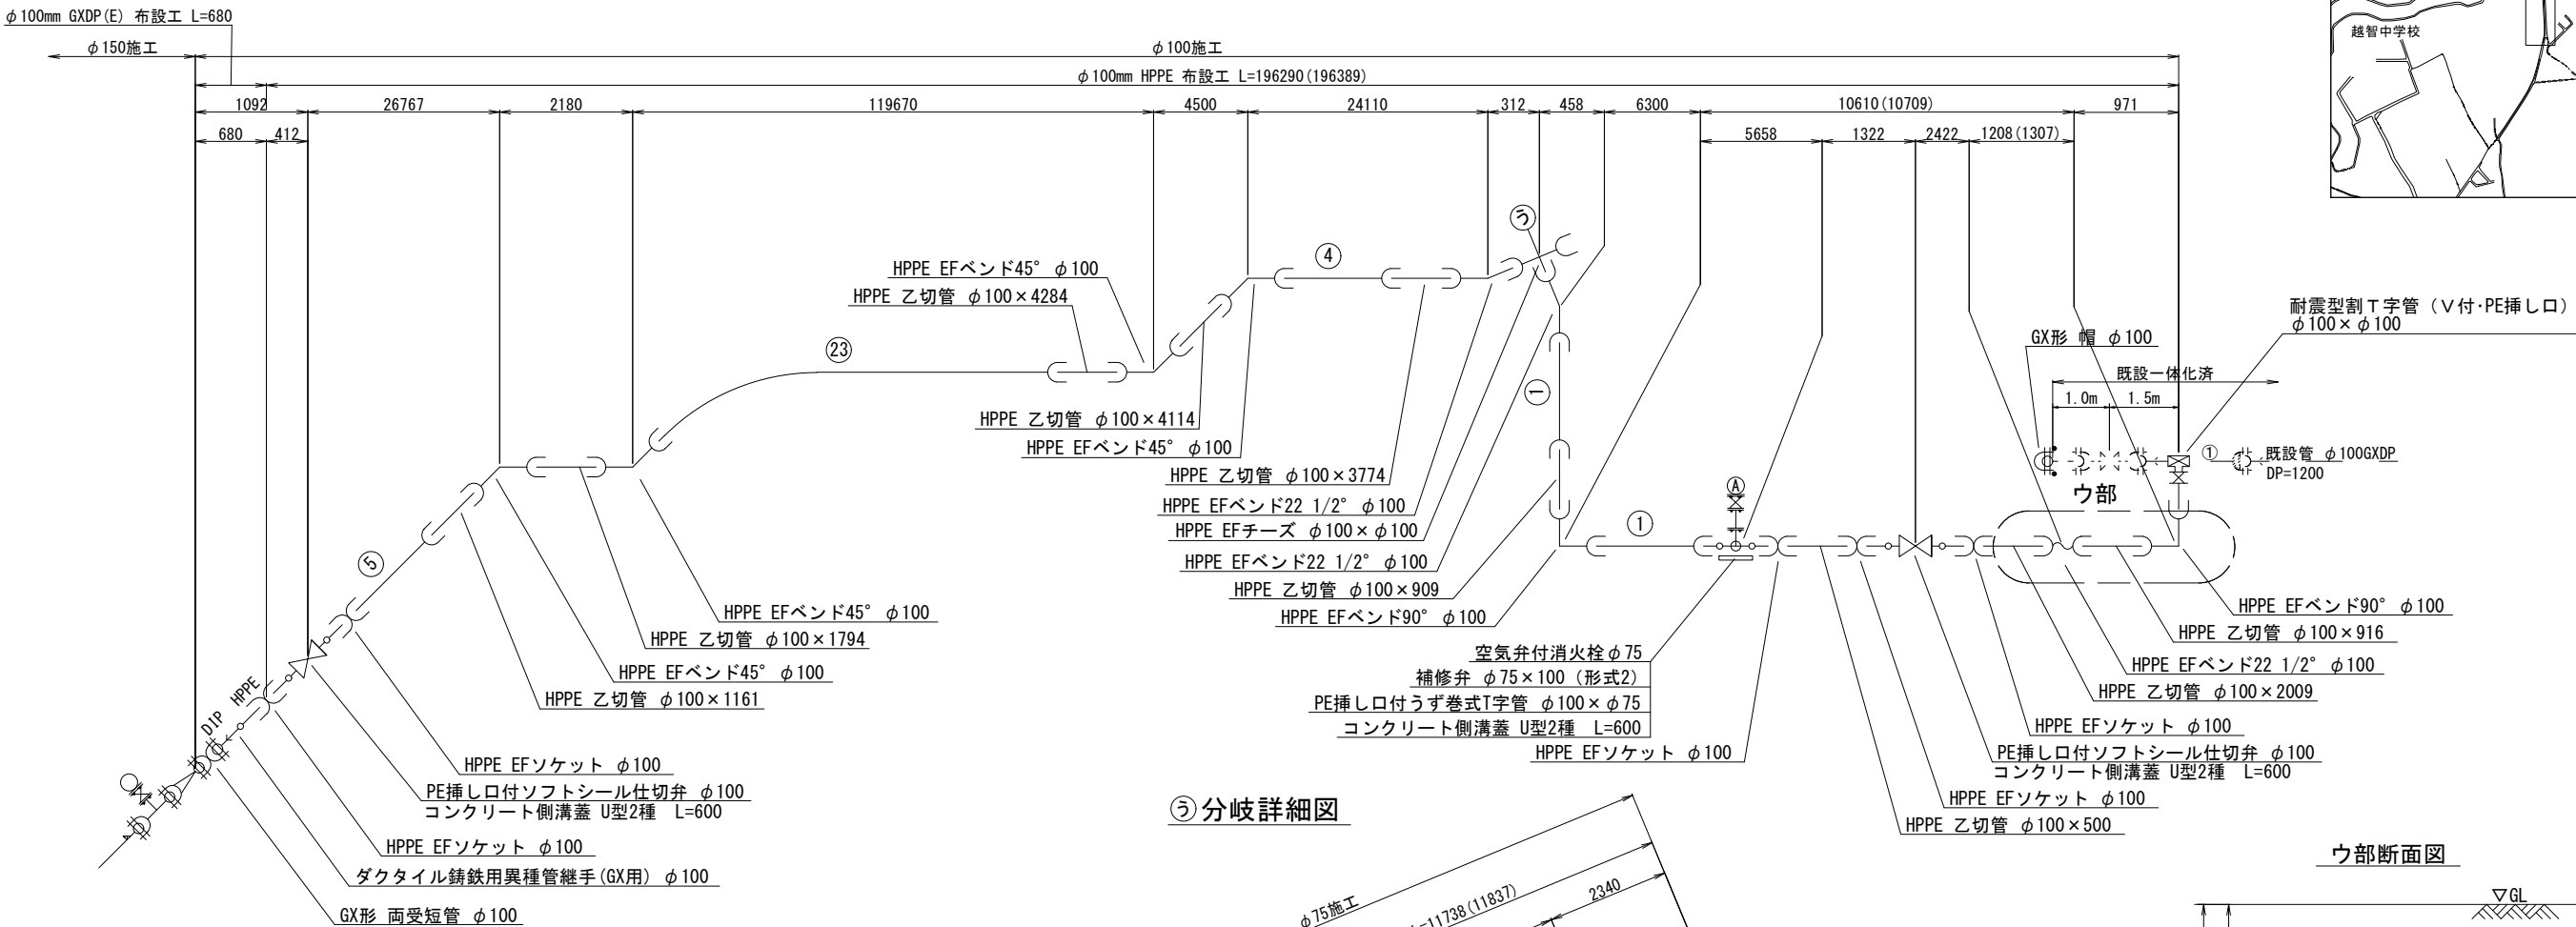 φ100mm GXDP(E) 布設工 L=680
φ150施工
φ100施工
φ100mm HPPE 布設工 L=196290(196389)
1092
26767
2180
119670
4500
24110
312
458
6300
10610(10709)
971
680
412
5658
1322
2422
1208(1307)
越智中学校
う
④
HPPE EFベンド45° φ100
HPPE 乙切管 φ100×4284
㉓
HPPE 乙切管 φ100×4114
HPPE EFベンド45° φ100
HPPE 乙切管 φ100×3774
HPPE EFベンド22 1/2° φ100
HPPE EFチーズ φ100×φ100
HPPE EFベンド22 1/2° φ100
HPPE 乙切管 φ100×909
HPPE EFベンド90° φ100
①
①
Ⓐ
耐震型割T字管（V付・PE挿し口）
φ100×φ100
GX形 帽 φ100
既設一体化済
1.0m
1.5m
①
既設管 φ100GXDP
DP=1200
ウ部
⑤
HPPE EFベンド45° φ100
HPPE 乙切管 φ100×1794
HPPE EFベンド45° φ100
HPPE 乙切管 φ100×1161
DIP
HPPE
HPPE EFソケット φ100
PE挿し口付ソフトシール仕切弁 φ100
コンクリート側溝蓋 U型2種 L=600
HPPE EFソケット φ100
ダクタイル鋳鉄用異種管継手(GX用) φ100
GX形 両受短管 φ100
空気弁付消火栓φ75
補修弁 φ75×100（形式2）
PE挿し口付うず巻式T字管 φ100×φ75
コンクリート側溝蓋 U型2種 L=600
HPPE EFソケット φ100
HPPE EFベンド90° φ100
HPPE 乙切管 φ100×916
HPPE EFベンド22 1/2° φ100
HPPE 乙切管 φ100×2009
HPPE EFソケット φ100
PE挿し口付ソフトシール仕切弁 φ100
コンクリート側溝蓋 U型2種 L=600
HPPE EFソケット φ100
HPPE 乙切管 φ100×500
う分岐詳細図
φ75施工
=11738(11837)
2340
ウ部断面図
▽GL